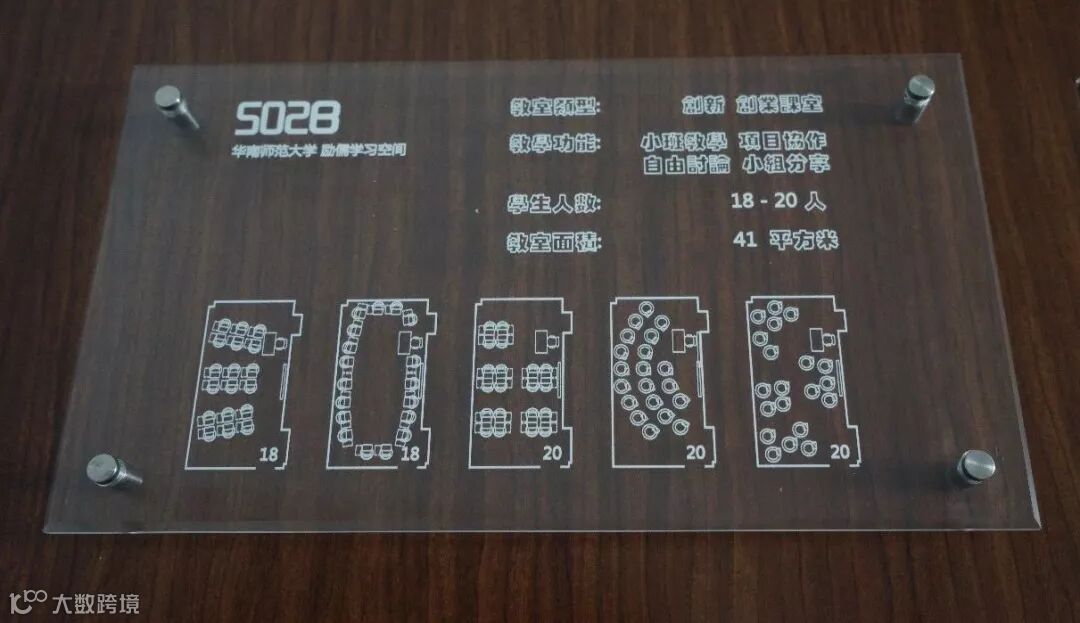 S028
华南师范大学 励儒学习空间
教室類型: 創新 創業課室
教學功能: 小班教學 項目協作
自由討論 小組分享
學生人数: 18 - 20 人
教室面積: 41 平方米
18
18
20
20
20
大数跨境